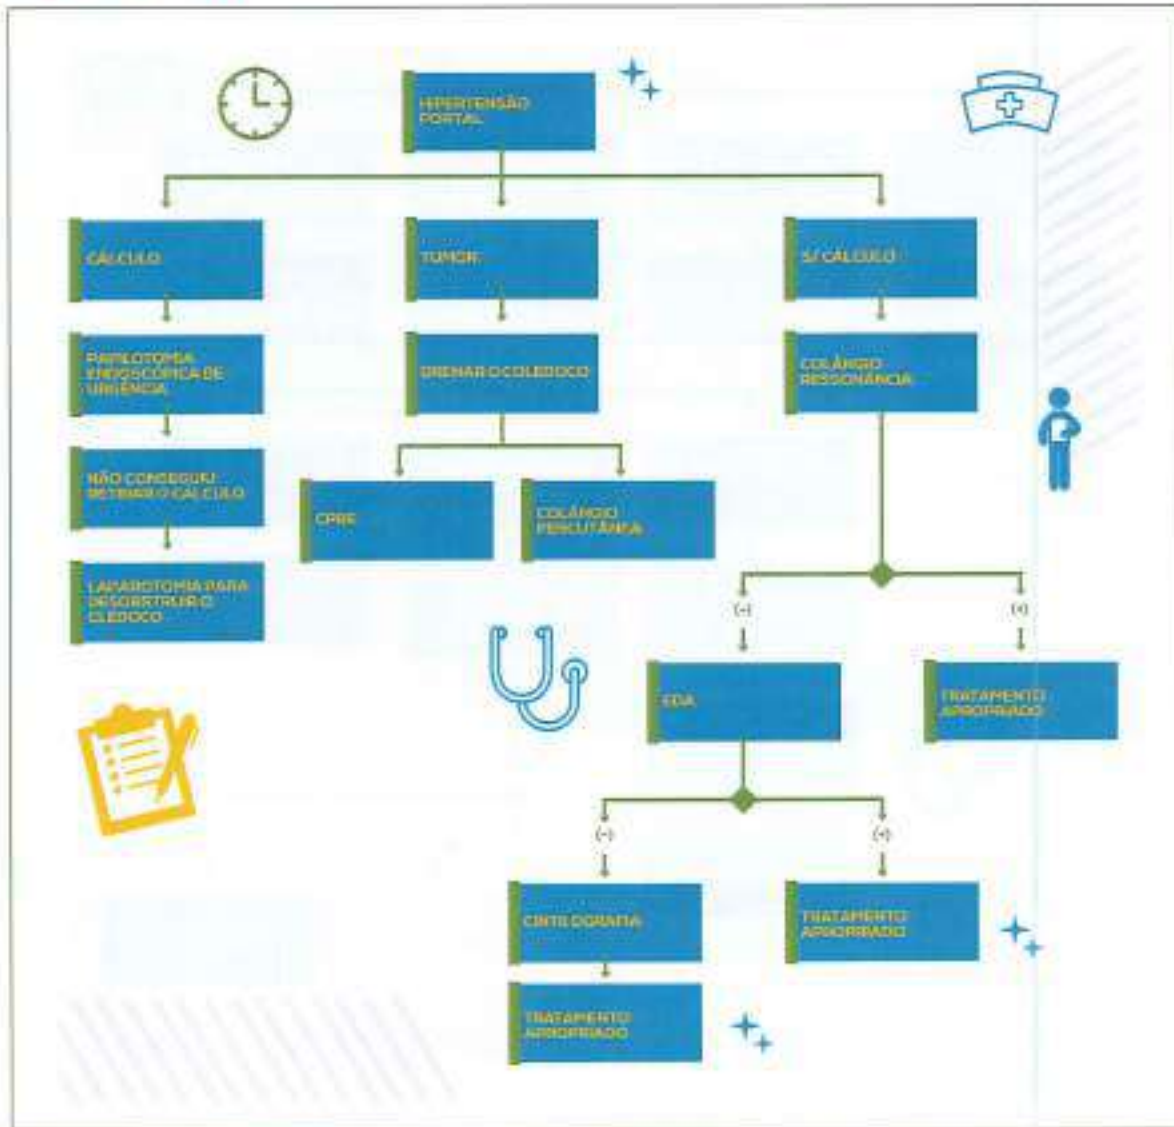 HIPERTENSÃO
PORTAL
CÁLCULO
TUMOR
S/ CÁLCULO
PAPILOTOMIA
ENDOSCÓPICA DE
URGÊNCIA
DRENAR O COLÉDOCO
COLÂNGIO
RESSONÂNCIA
NÃO CONSEGUIU
RETIRAR O CÁLCULO
CPRE
COLÂNGIO
PERCUTÂNEA
LAPAROTOMIA PARA
DESOBSTRUIR O
CLÉDOCO
(-)
(+)
EDA
TRATAMENTO
APROPRIADO
(-)
(+)
CINTILOGRAFIA
TRATAMENTO
APROPRIADO
TRATAMENTO
APROPRIADO